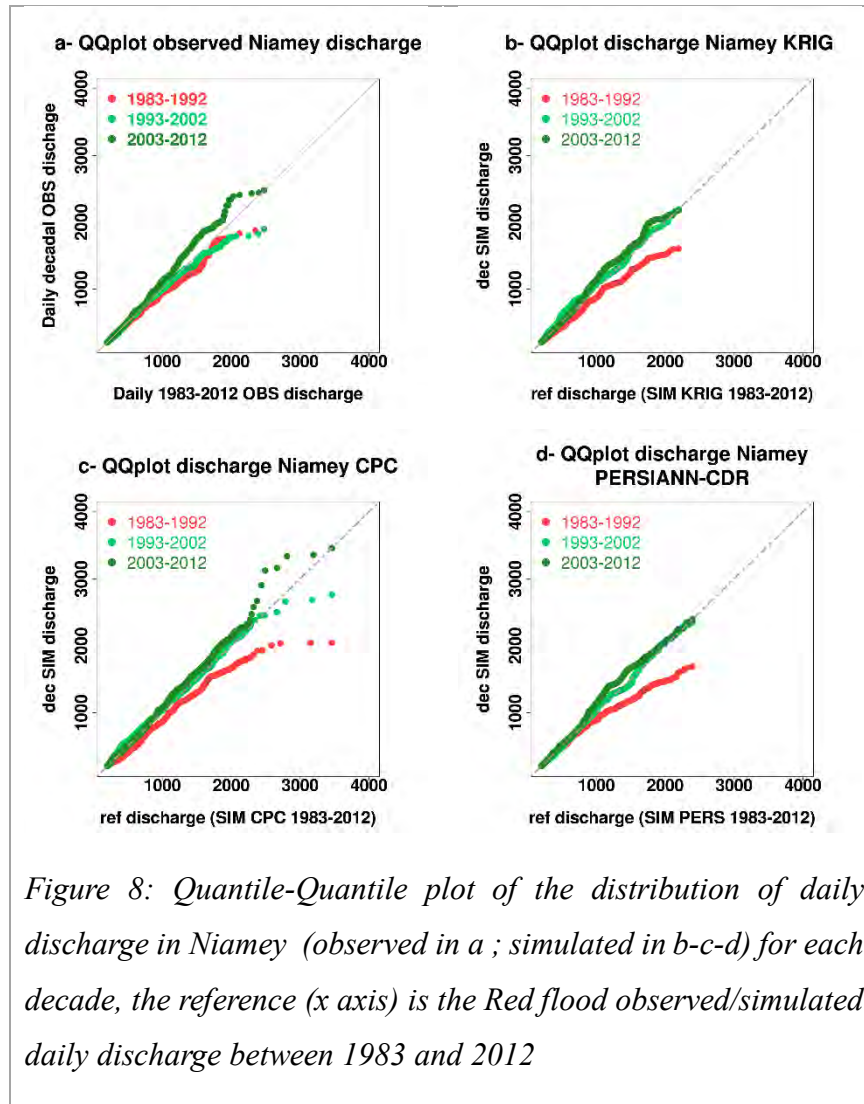 a- QQplot observed Niamey discharge
Daily decadal OBS dischage
4000
3000
2000
1000
1983-1992
1993-2002
2003-2012
1000 2000 3000 4000
Daily 1983-2012 OBS discharge
b- QQplot discharge Niamey KRIG
dec SIM discharge
4000
3000
2000
1000
1983-1992
1993-2002
2003-2012
1000 2000 3000 4000
ref discharge (SIM KRIG 1983-2012)
c- QQplot discharge Niamey CPC
dec SIM discharge
4000
3000
2000
1000
1983-1992
1993-2002
2003-2012
1000 2000 3000 4000
ref discharge (SIM CPC 1983-2012)
d- QQplot discharge Niamey
PERSIANN-CDR
dec SIM discharge
4000
3000
2000
1000
1983-1992
1993-2002
2003-2012
1000 2000 3000 4000
ref discharge (SIM PERS 1983-2012)
Figure 8: Quantile-Quantile plot of the distribution of daily
discharge in Niamey (observed in a ; simulated in b-c-d) for each
decade, the reference (x axis) is the Red flood observed/simulated
daily discharge between 1983 and 2012